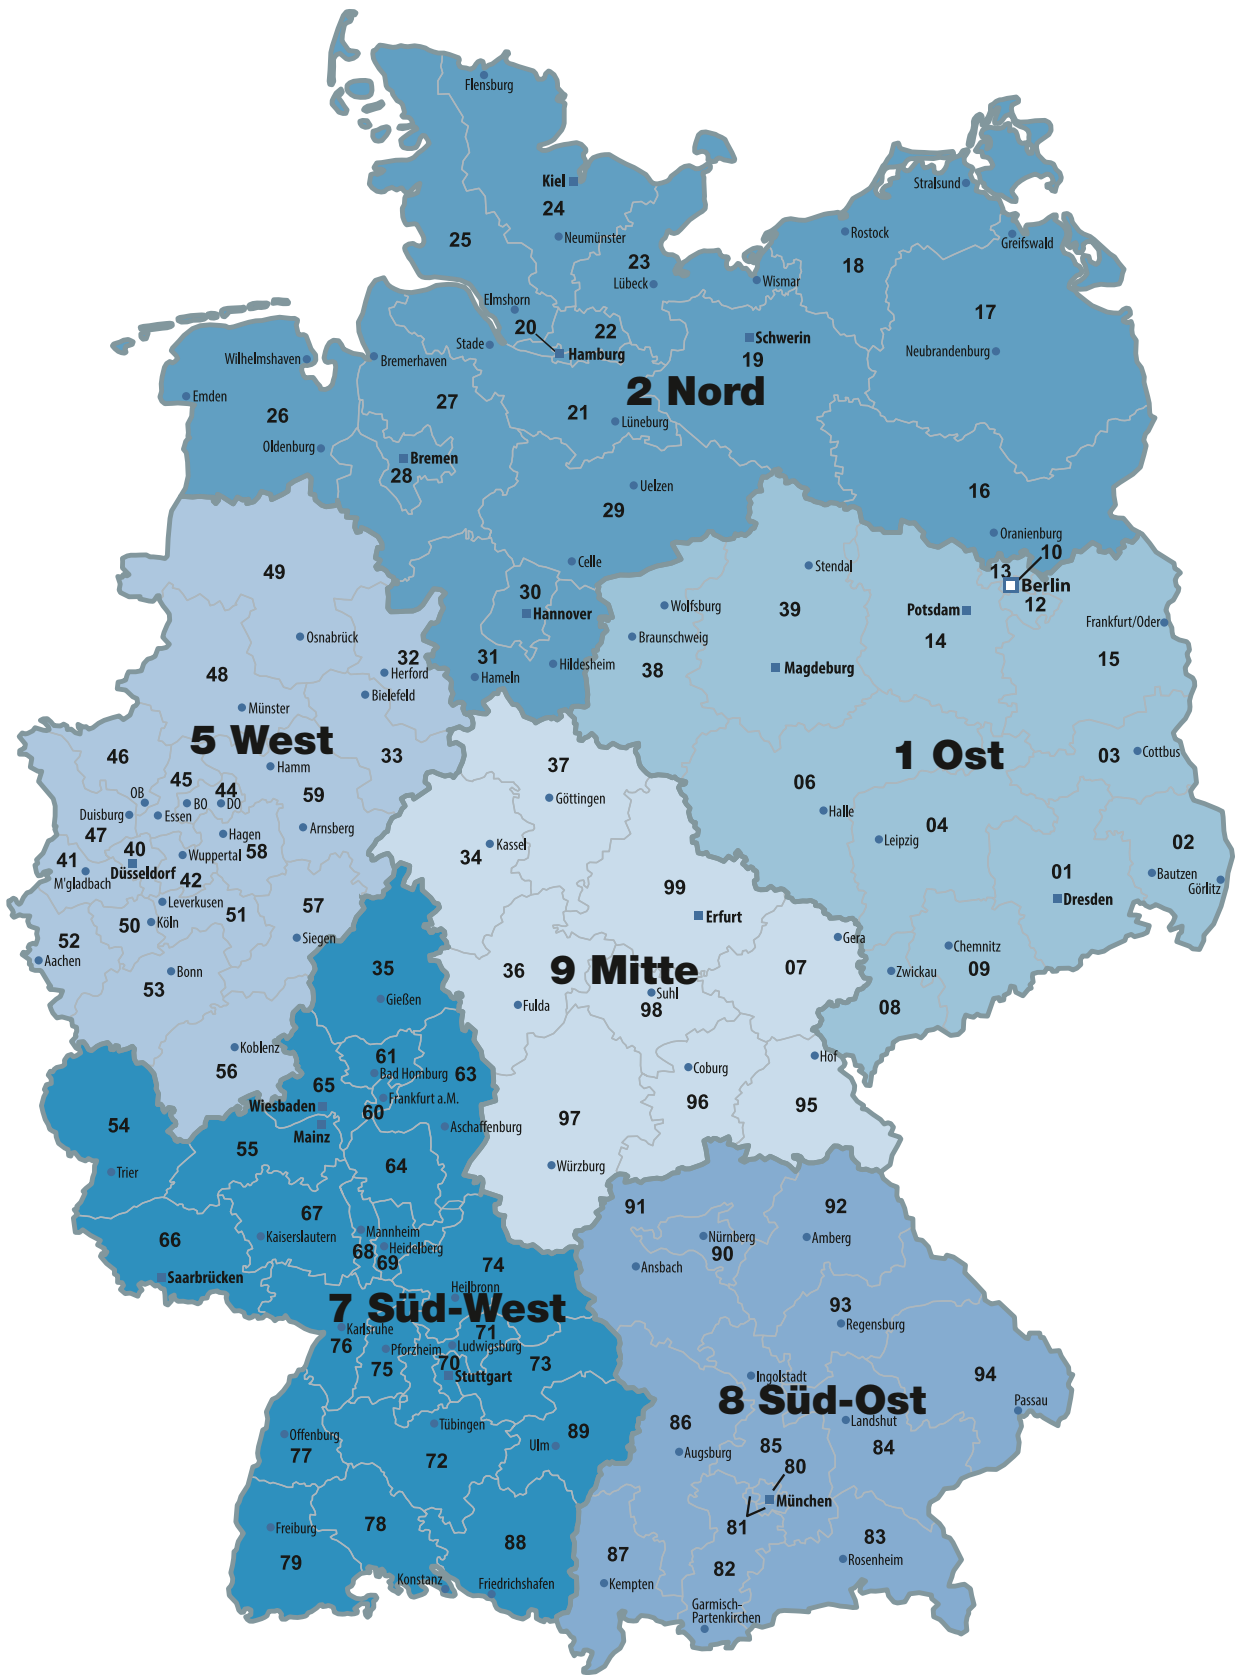 Flensburg
Kiel
24
Stralsund
25
Neumünster
Rostock
Greifswald
23
18
Lübeck
Wismar
Elmshorn
17
20
22
Stade
Hamburg
Schwerin
19
Wilhelmshaven
Bremerhaven
Neubrandenburg
2 Nord
Emden
26
27
21
Lüneburg
Oldenburg
Bremen
28
Uelzen
29
16
Oranienburg
10
Celle
49
Stendal
13
Berlin
30
Hannover
Wolfsburg
39
Potsdam
12
14
Frankfurt/Oder
Osnabrück
Braunschweig
32
31
38
15
Herford
Hildesheim
Magdeburg
48
Hameln
Bielefeld
Münster
5 West
46
33
37
1 Ost
03
Cottbus
Hamm
45
44
59
06
OB
BO
DO
Göttingen
Duisburg
Essen
Halle
47
Hagen
Arnsberg
04
Leipzig
02
40
58
Kassel
34
41
Wuppertal
Düsseldorf
M'gladbach
42
01
Bautzen
Görlitz
99
Leverkusen
Dresden
50
Köln
51
57
Erfurt
52
Siegen
Gera
Chemnitz
Aachen
35
36
9 Mitte
07
09
Bonn
Zwickau
53
Gießen
Fulda
Suhl
98
08
Koblenz
61
Hof
56
Bad Homburg
63
Coburg
65
Wiesbaden
Frankfurt a.M.
60
96
95
54
Mainz
Aschaffenburg
97
55
64
Trier
Würzburg
67
91
92
66
Kaiserslautern
Mannheim
68
Heidelberg
69
74
Nürnberg
90
Amberg
Saarbrücken
Ansbach
Heilbronn
7 Süd-West
93
Karlsruhe
76
71
Regensburg
Pforzheim
Ludwigsburg
75
70
Stuttgart
73
Ingolstadt
94
8 Süd-Ost
Passau
Tübingen
86
Landshut
Offenburg
89
77
Ulm
72
Augsburg
85
84
80
München
Freiburg
78
81
79
88
87
82
83
Rosenheim
Konstanz
Friedrichshafen
Kempten
Garmisch-
Partenkirchen